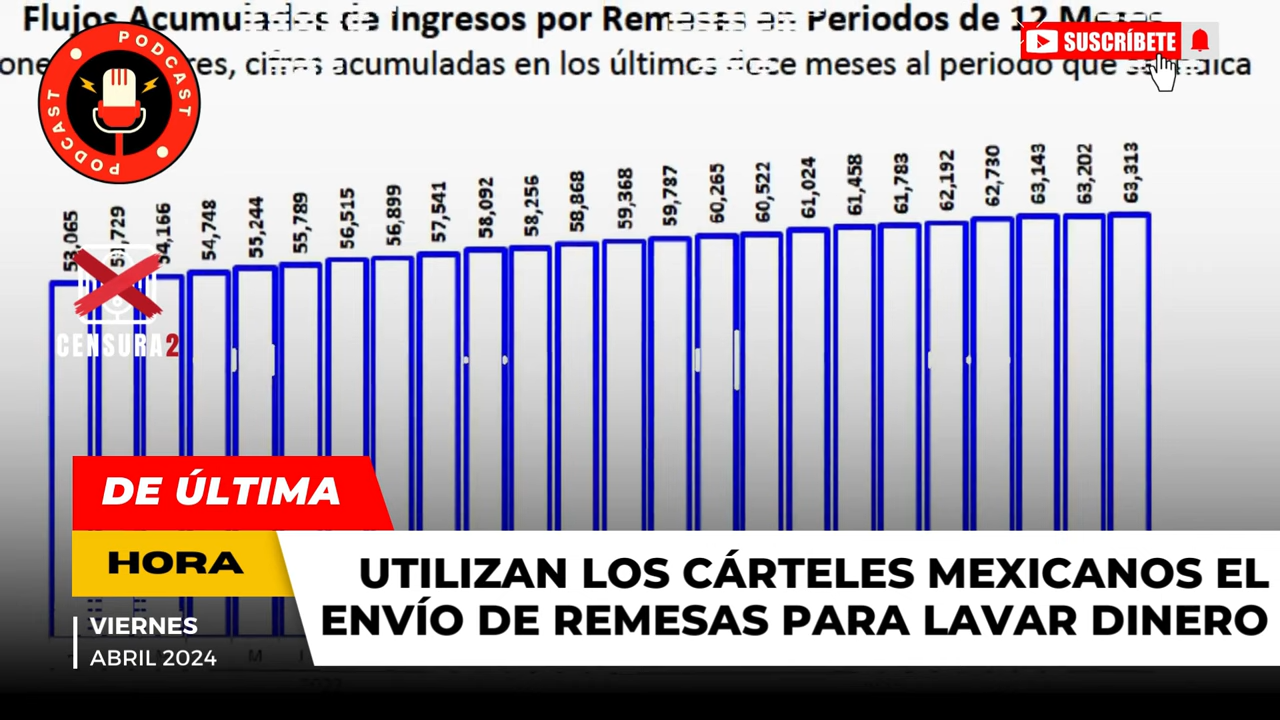 Flujos Acumulados de Ingresos por Remesas en Periodos de 12 Meses
cifras acumuladas en los últimos doce meses al periodo que se indica
SUSCRÍBETE
PODCAST
PODCAST
53,065
53,729
54,166
54,748
55,244
55,789
56,515
56,899
57,541
58,092
58,256
58,868
59,368
59,787
60,265
60,522
61,024
61,458
61,783
62,192
62,730
63,143
63,202
63,313
CENSURA2
DE ÚLTIMA
HORA
UTILIZAN LOS CÁRTELES MEXICANOS EL
ENVÍO DE REMESAS PARA LAVAR DINERO
VIERNES
ABRIL 2024
M